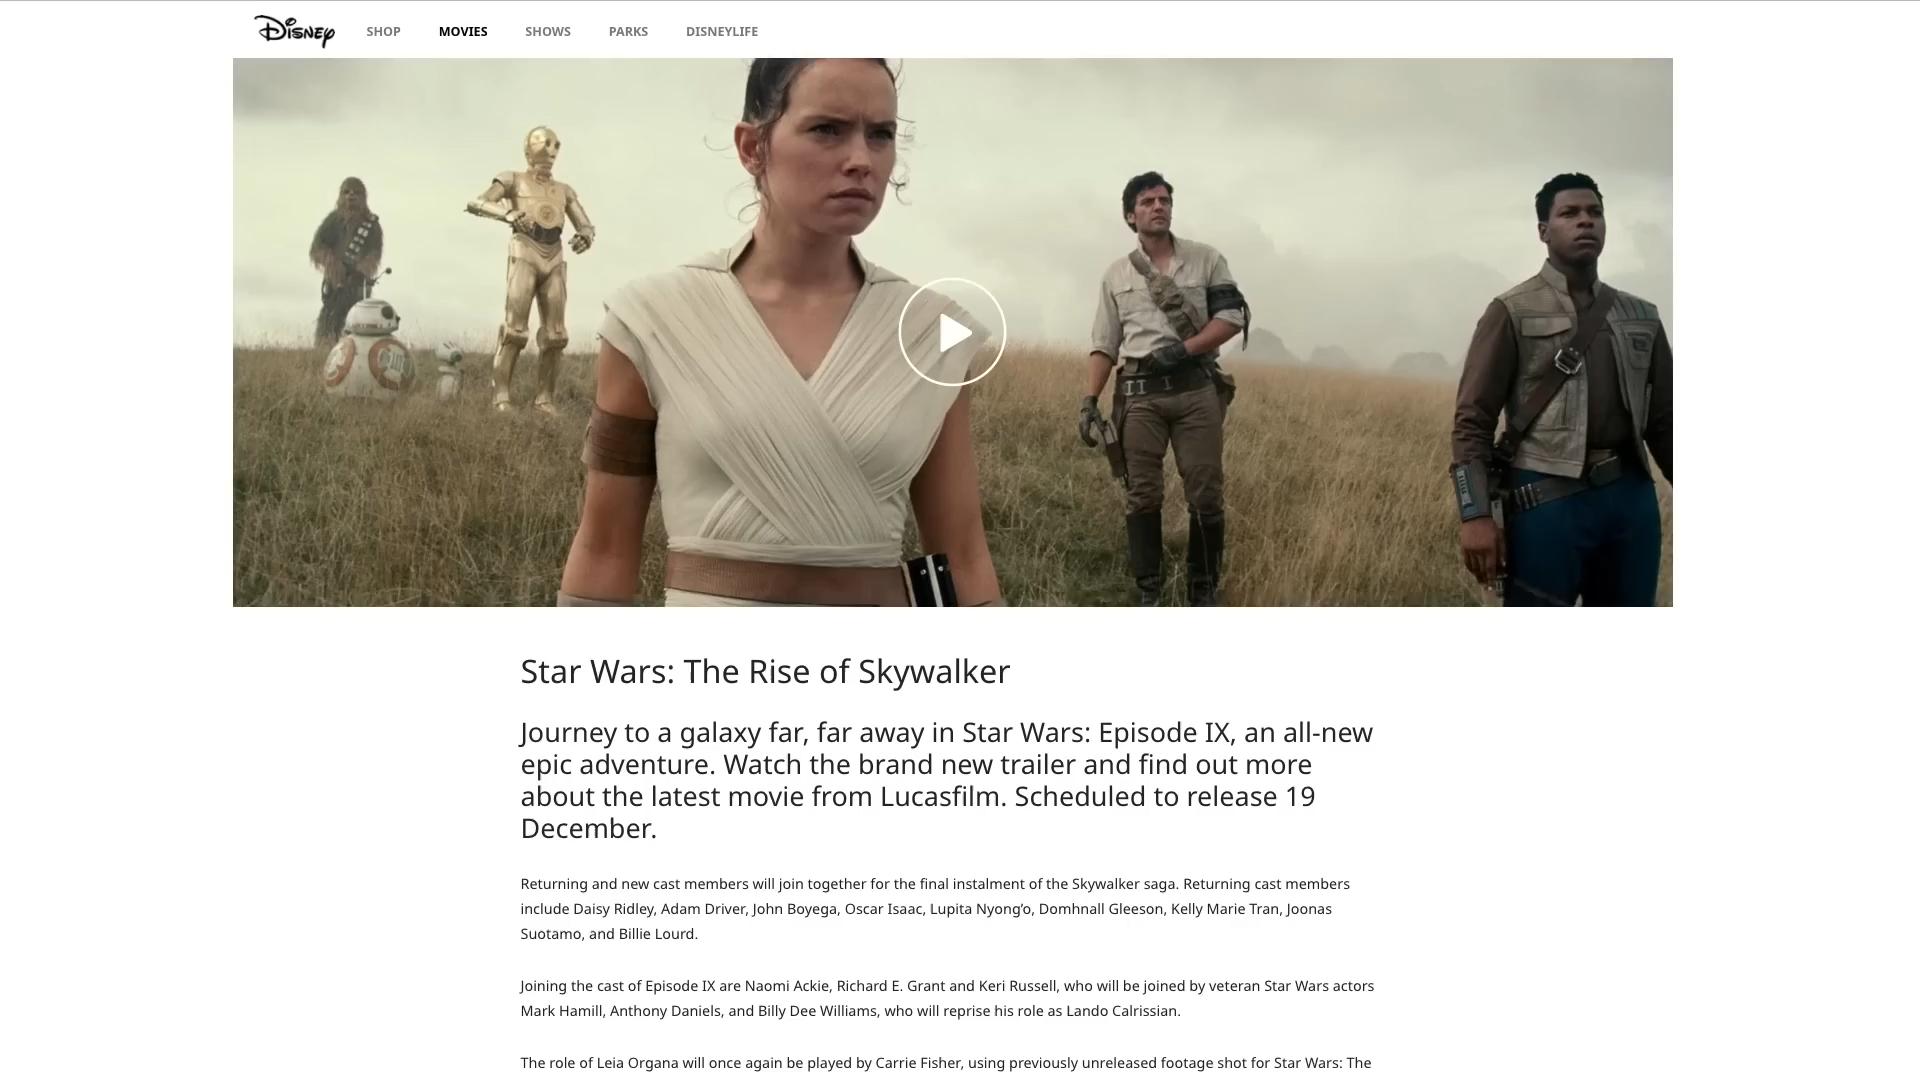 Disney SHOP MOVIES SHOWS PARKS DISNEYLIFE
Star Wars: The Rise of Skywalker
Journey to a galaxy far, far away in Star Wars: Episode IX, an all-new
epic adventure. Watch the brand new trailer and find out more
about the latest movie from Lucasfilm. Scheduled to release 19
December.
Returning and new cast members will join together for the final instalment of the Skywalker saga. Returning cast members
include Daisy Ridley, Adam Driver, John Boyega, Oscar Isaac, Lupita Nyong’o, Domhnall Gleeson, Kelly Marie Tran, Joonas
Suotamo, and Billie Lourd.
Joining the cast of Episode IX are Naomi Ackie, Richard E. Grant and Keri Russell, who will be joined by veteran Star Wars actors
Mark Hamill, Anthony Daniels, and Billy Dee Williams, who will reprise his role as Lando Calrissian.
The role of Leia Organa will once again be played by Carrie Fisher, using previously unreleased footage shot for Star Wars: The